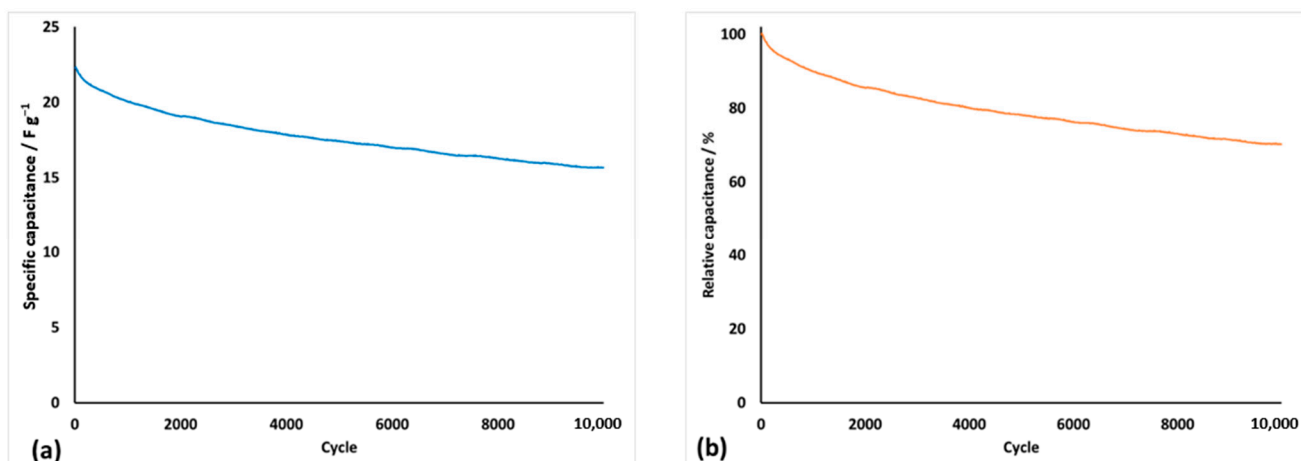 25
20
15
10
5
0
Specific capacitance / F g⁻¹
0 2000 4000 6000 8000 10,000
Cycle
(a)
100
80
60
40
20
0
Relative capacitance / %
0 2000 4000 6000 8000 10,000
Cycle
(b)